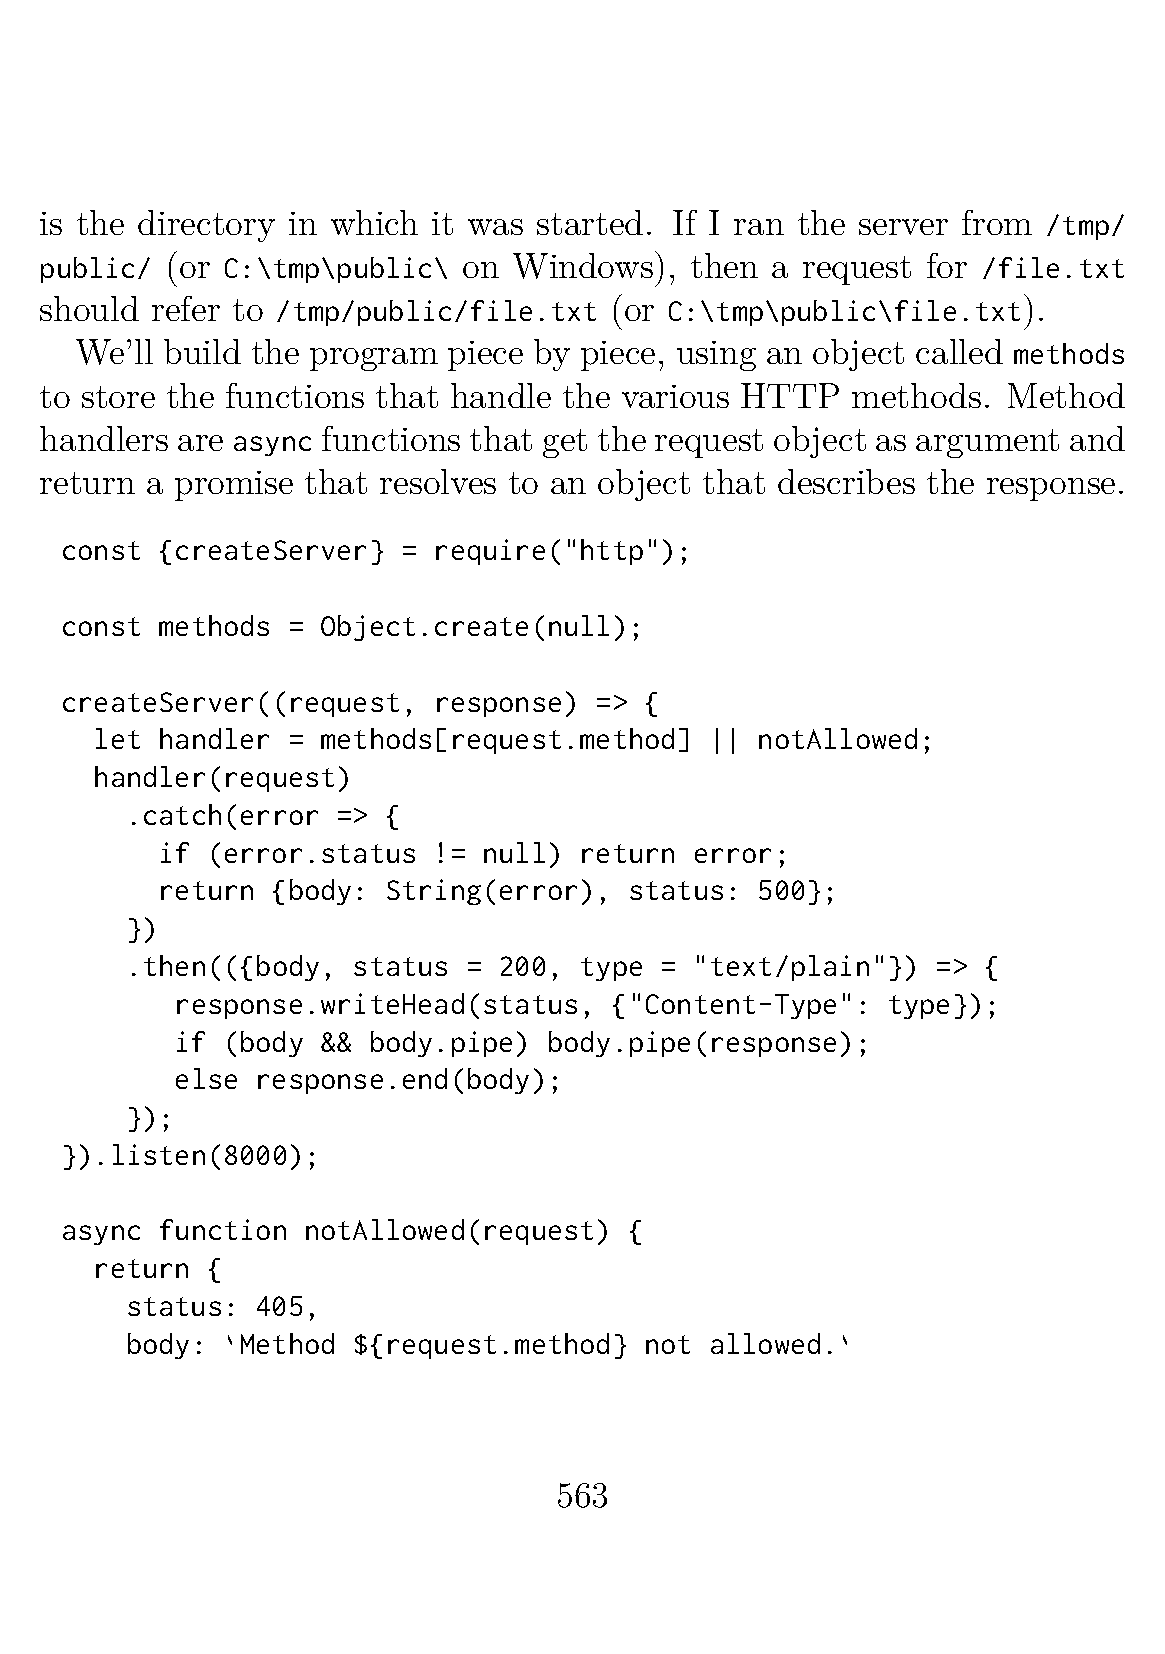 is the directory in which it was started. If I ran the server from /tmp/
public/ (or C:\tmp\public\ on Windows), then a request for /file.txt
should refer to /tmp/public/file.txt (or C:\tmp\public\file.txt).
We'll build the program piece by piece, using an object called methods
to store the functions that handle the various HTTP methods. Method
handlers are async functions that get the request object as argument and
return a promise that resolves to an object that describes the response.
const {createServer} = require("http");
const methods = Object.create(null);
createServer((request, response) => {
  let handler = methods[request.method] || notAllowed;
  handler(request)
    .catch(error => {
      if (error.status != null) return error;
      return {body: String(error), status: 500};
    })
    .then(({body, status = 200, type = "text/plain"}) => {
       response.writeHead(status, {"Content-Type": type});
       if (body && body.pipe) body.pipe(response);
       else response.end(body);
    });
}).listen(8000);
async function notAllowed(request) {
  return {
    status: 405,
    body: `Method ${request.method} not allowed.`
563